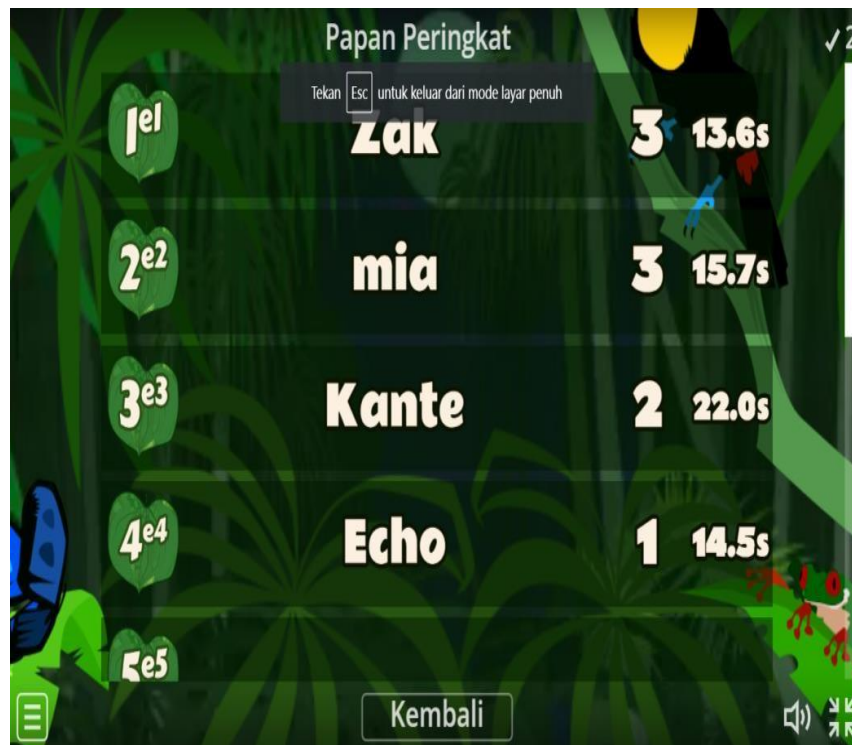 Papan Peringkat
✓ 2
Tekan Esc untuk keluar dari mode layar penuh
1e1 Zak 3 13.6s
2e2 mia 3 15.7s
3e3 Kante 2 22.0s
4e4 Echo 1 14.5s
5e5
Kembali